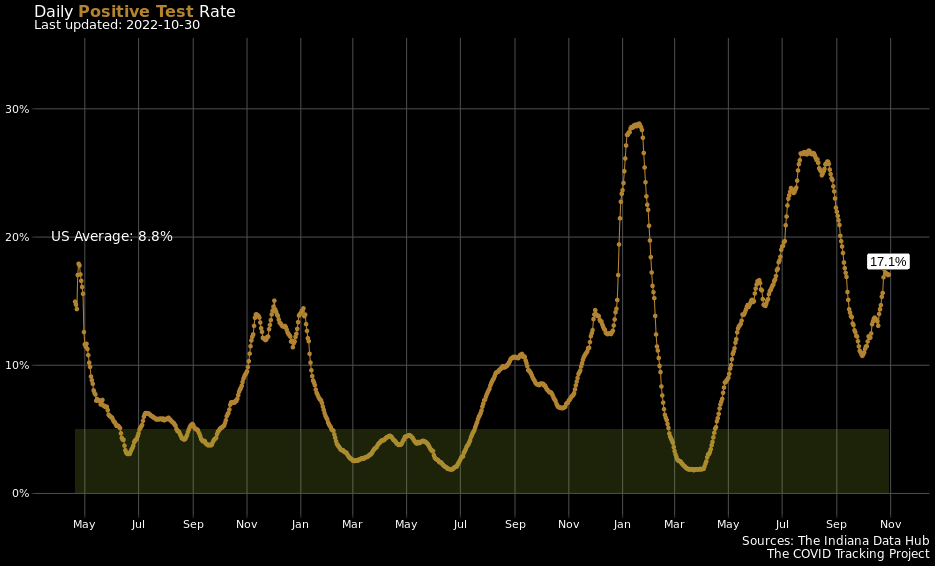 Daily Positive Test Rate
Last updated: 2022-10-30
30%
20%
10%
0%
US Average: 8.8%
17.1%
May Jul Sep Nov Jan Mar May Jul Sep Nov Jan Mar May Jul Sep Nov
Sources: The Indiana Data Hub
The COVID Tracking Project